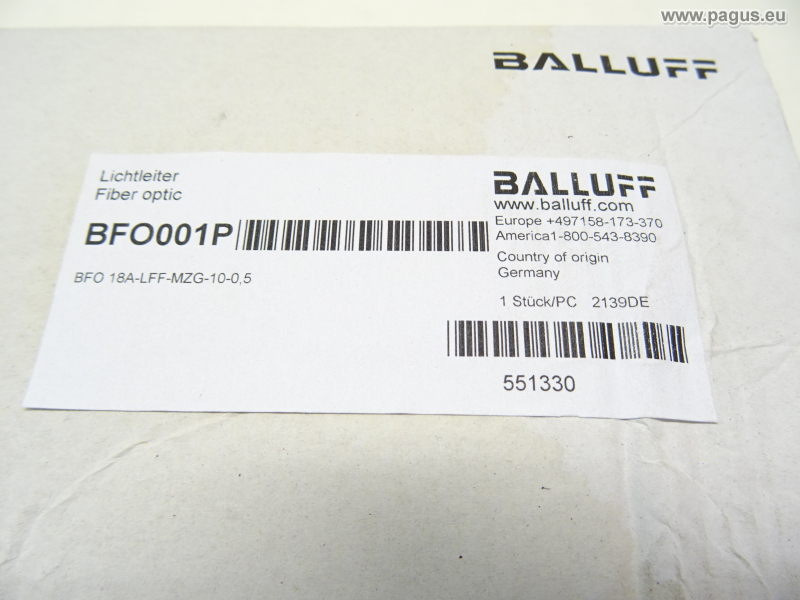 www.pagus.eu
BALLUFF
Lichtleiter
Fiber optic
BFO001P
BFO 18A-LFF-MZG-10-0,5
BALLUFF
www.balluff.com
Europe +497158-173-370
America1-800-543-8390
Country of origin
Germany
1 Stück/PC 2139DE
551330